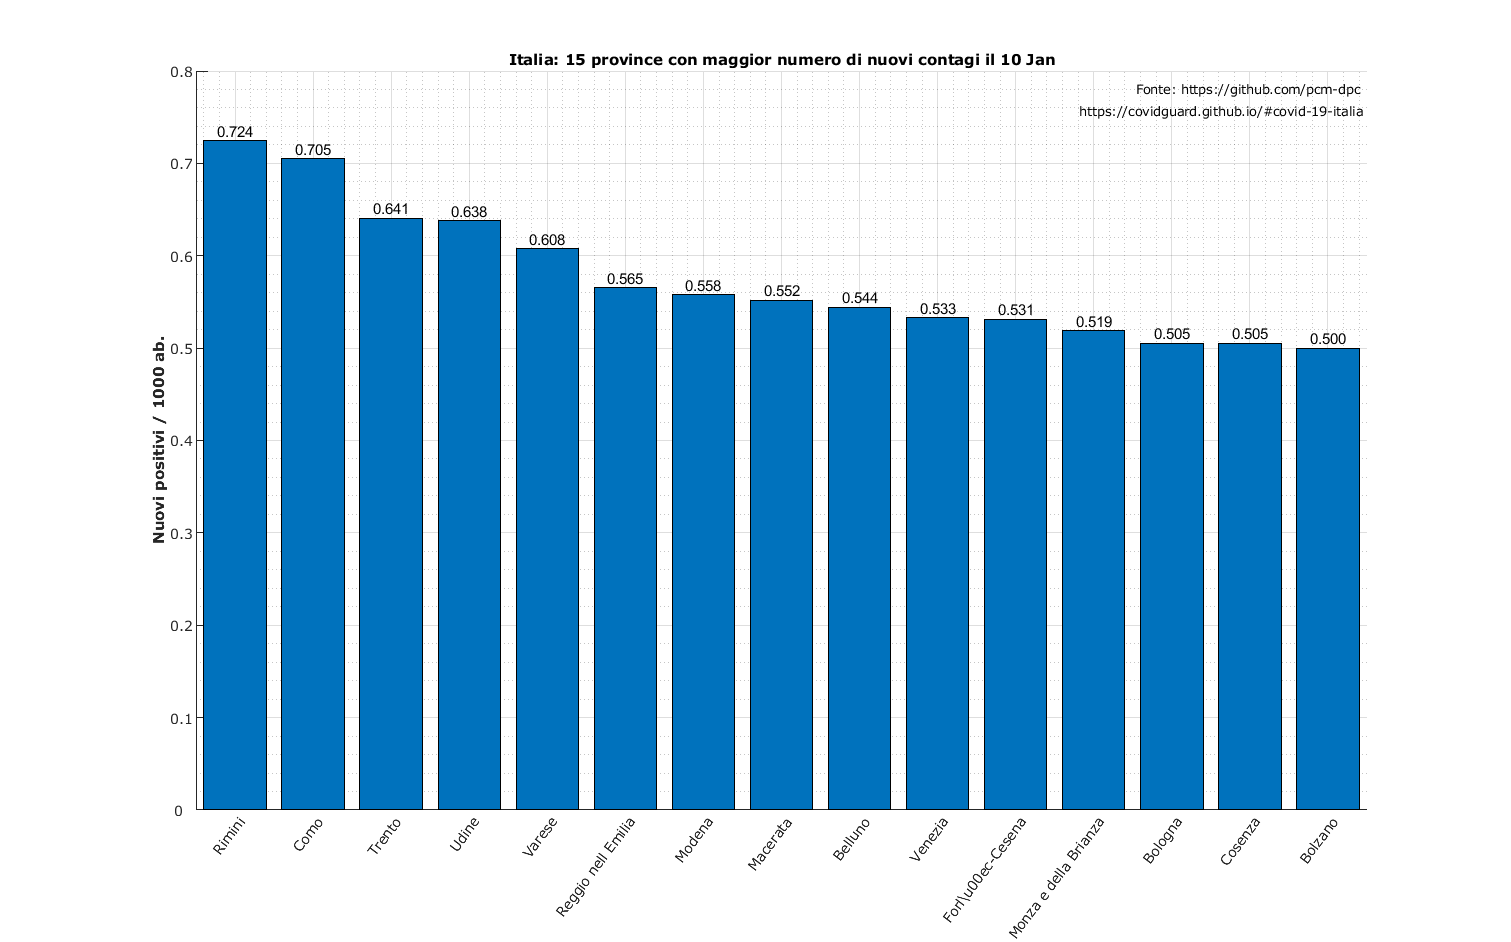 Italia: 15 province con maggior numero di nuovi contagi il 10 Jan
Fonte: https://github.com/pcm-dpc
https://covidguard.github.io/#covid-19-italia
Nuovi positivi / 1000 ab.
0.8
0.7
0.6
0.5
0.4
0.3
0.2
0.1
0
0.724
0.705
0.641
0.638
0.608
0.565
0.558
0.552
0.544
0.533
0.531
0.519
0.505
0.505
0.500
Rimini
Como
Trento
Udine
Varese
Reggio nell Emilia
Modena
Macerata
Belluno
Venezia
Forl\u00ec-Cesena
Monza e della Brianza
Bologna
Cosenza
Bolzano